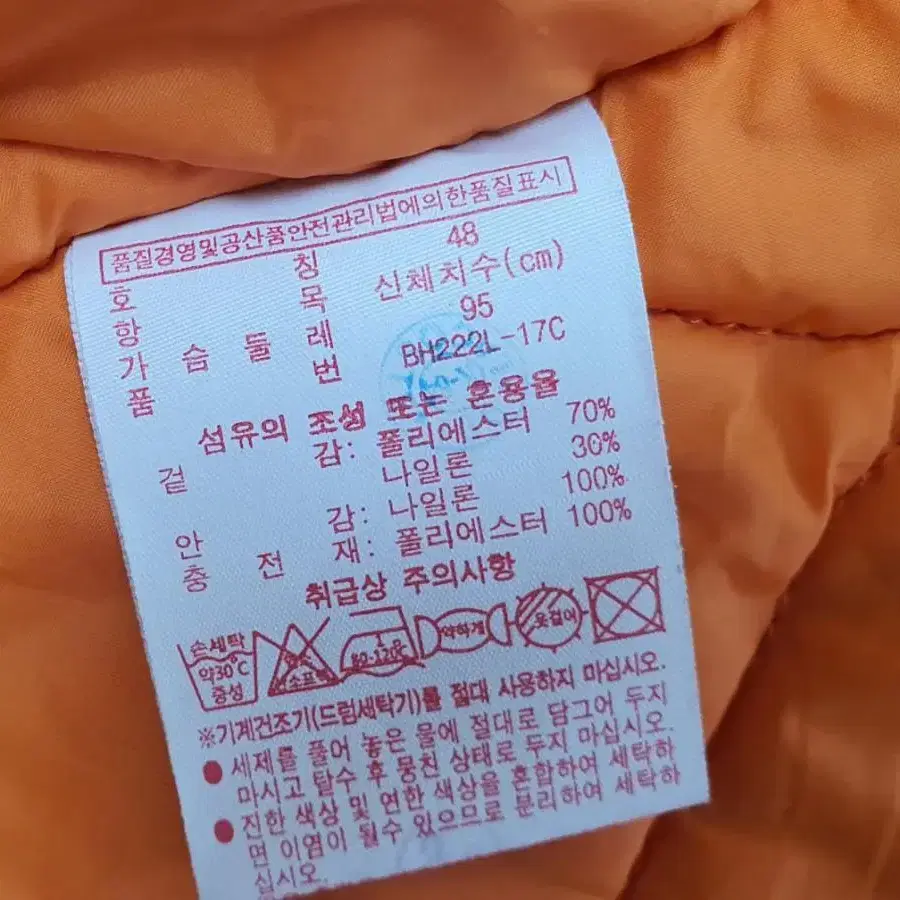 품질경영및공산품안전관리법에의한품질표시
호 칭 48
항 목 신체치수(cm)
가 슴 둘 레 95
품 번 BH222L-17C
섬유의 조성 또는 혼용율
겉 감: 폴리에스터 70%
나일론 30%
안 감: 나일론 100%
충 전 재: 폴리에스터 100%
취급상 주의사항
손세탁
약30℃
중성
소프
80-120℃
약하게
옷걸이
※기계건조기(드럼세탁기)를 절대 사용하지 마십시오.
● 세제를 풀어 놓은 물에 절대로 담그어 두지
마시고 탈수 후 뭉친 상태로 두지 마십시오.
● 진한 색상 및 연한 색상을 혼합하여 세탁하
면 이염이 될수 있으므로 분리하여 세탁하
십시오.